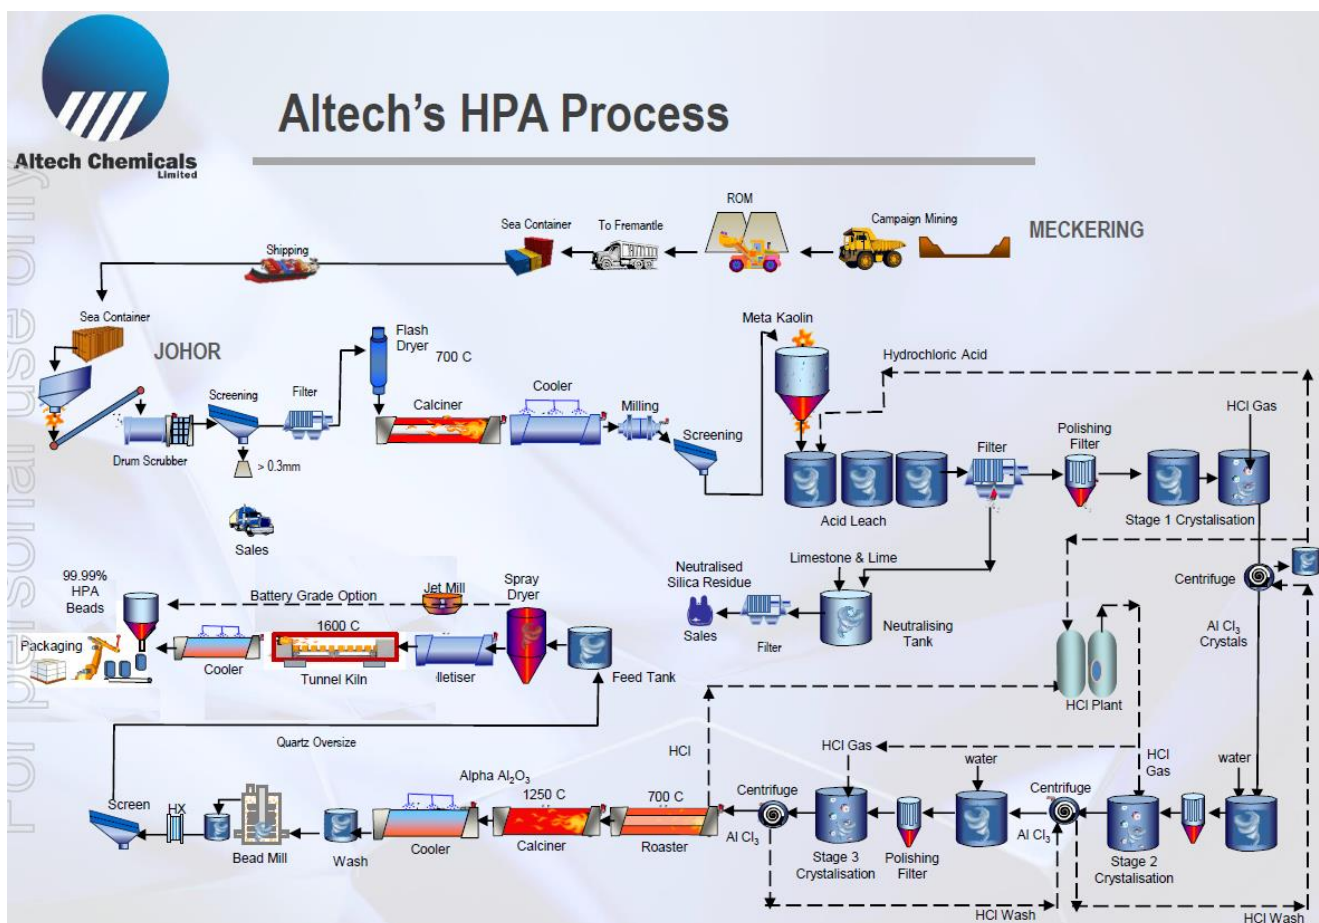 Altech Chemicals
Limited
Altech's HPA Process
For personal use only
MECKERING
Campaign Mining
ROM
To Fremantle
Sea Container
Shipping
Sea Container
JOHOR
Drum Scrubber
Screening
> 0.3mm
Sales
Filter
Flash
Dryer
700 C
Calciner
Cooler
Milling
Screening
Meta Kaolin
Hydrochloric Acid
Acid Leach
Filter
Polishing
Filter
HCl Gas
Stage 1 Crystalisation
Centrifuge
Al Cl3
Crystals
Limestone & Lime
Neutralising
Tank
Filter
Neutralised
Silica Residue
Sales
HCl Plant
HCl
Gas
water
Stage 2
Crystalisation
HCl Wash
Centrifuge
Al Cl3
water
Polishing
Filter
HCl Gas
Stage 3
Crystalisation
HCl Wash
Centrifuge
Al Cl3
HCl
700 C
Roaster
Alpha Al2O3
1250 C
Calciner
Cooler
Wash
Bead Mill
HX
Screen
Quartz Oversize
Feed Tank
Spray
Dryer
Jet Mill
Battery Grade Option
lletiser
1600 C
Tunnel Kiln
Cooler
99.99%
HPA
Beads
Packaging